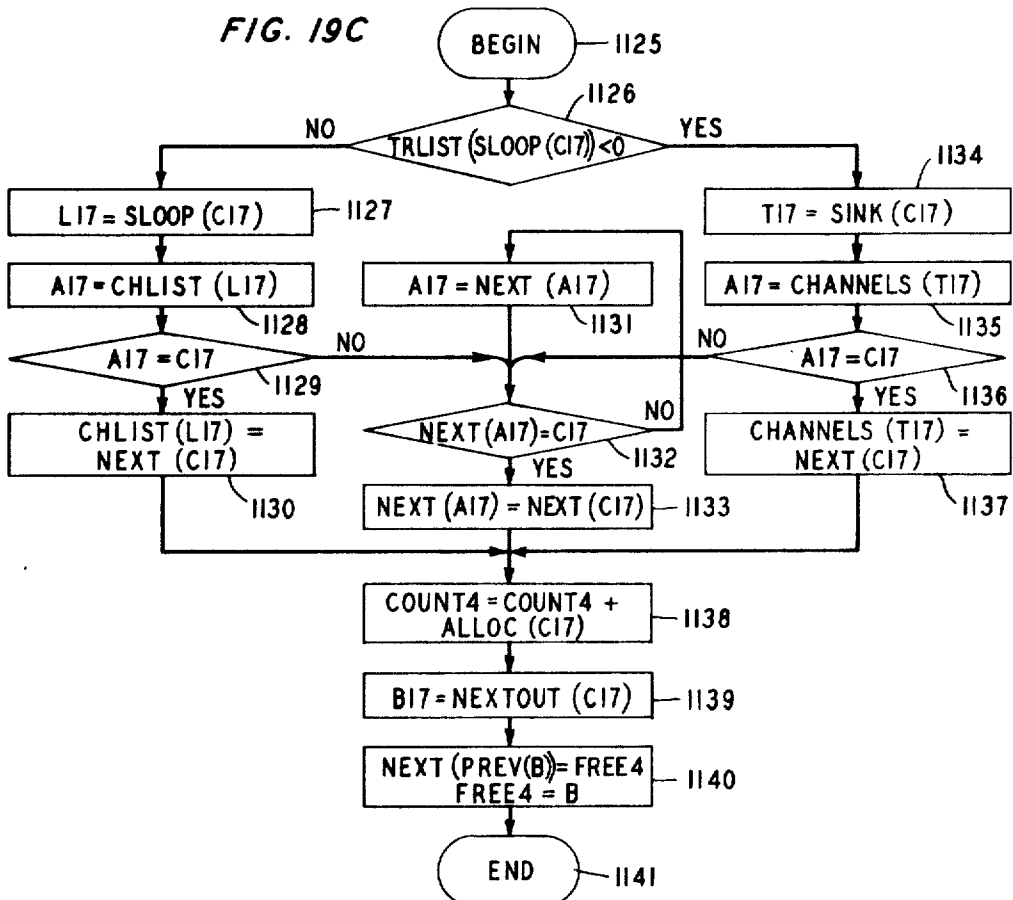 FIG. 19C
BEGIN
1125
1126
NO
TRLIST(SLOOP(C17))<0
YES
1134
L17=SLOOP(C17)
1127
T17=SINK(C17)
A17=CHLIST(L17)
1128
A17=NEXT(A17)
1131
A17=CHANNELS(T17)
1135
A17=C17
1129
NO
NO
A17=C17
1136
YES
NEXT(A17)=C17
NO
1132
YES
CHLIST(L17)=
NEXT(C17)
1130
YES
CHANNELS(T17)=
NEXT(C17)
1137
NEXT(A17)=NEXT(C17)
1133
COUNT4=COUNT4+
ALLOC(C17)
1138
B17=NEXTOUT(C17)
1139
NEXT(PREV(B))=FREE4
FREE4=B
1140
END
1141